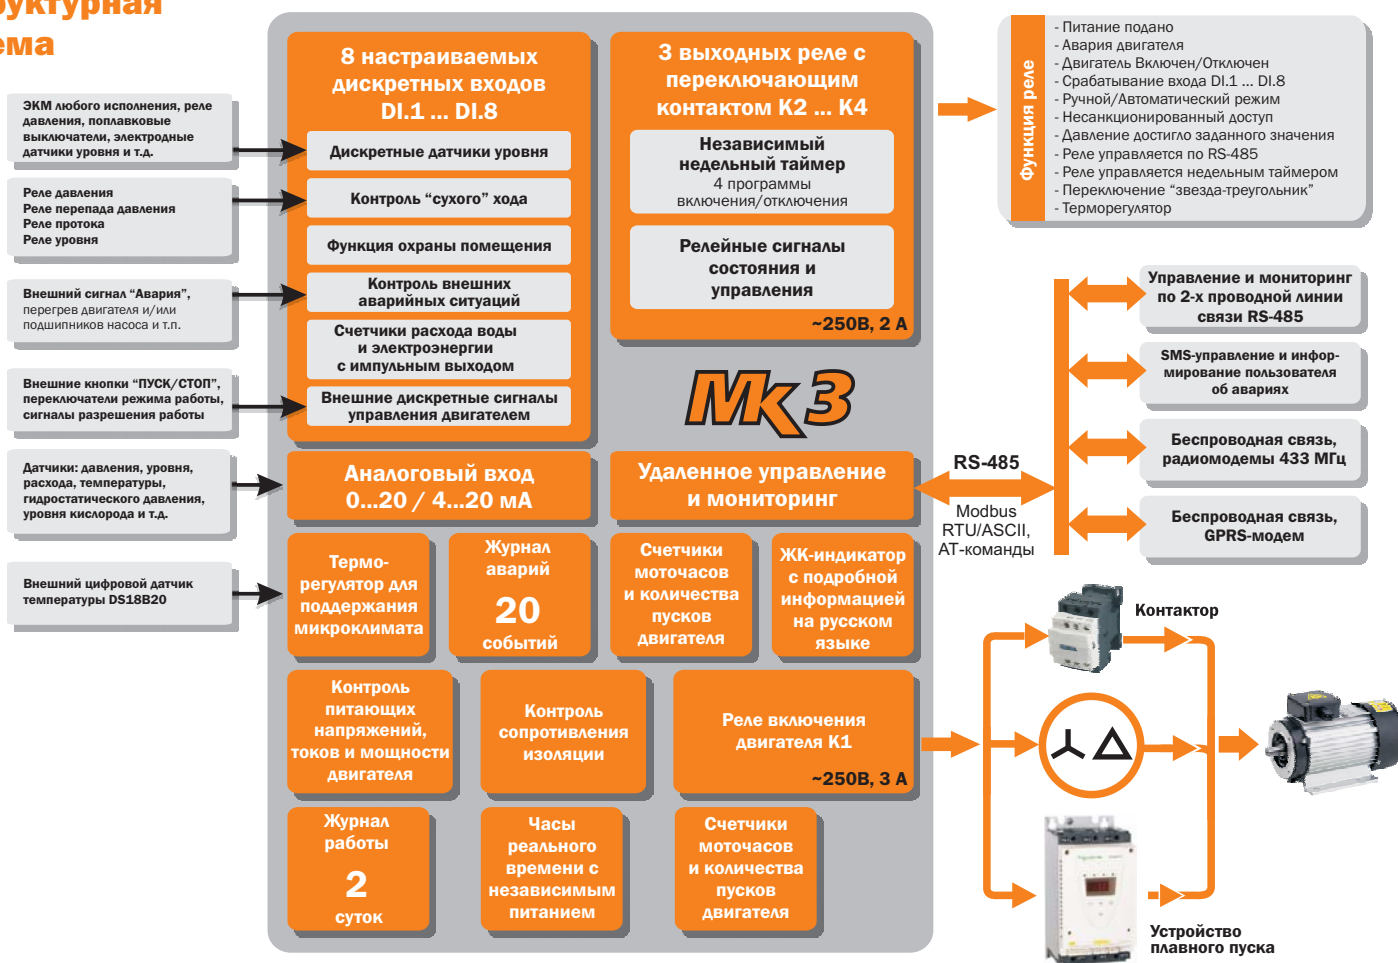 руктурная
ема
ЭКМ любого исполнения, реле
давления, поплавковые
выключатели, электродные
датчики уровня и т.д.
Реле давления
Реле перепада давления
Реле протока
Реле уровня
Внешний сигнал “Авария”,
перегрев двигателя и/или
подшипников насоса и т.п.
Внешние кнопки “ПУСК/СТОП”,
переключатели режима работы,
сигналы разрешения работы
Датчики: давления, уровня,
расхода, температуры,
гидростатического давления,
уровня кислорода и т.д.
Внешний цифровой датчик
температуры DS18B20
8 настраиваемых
дискретных входов
DI.1 ... DI.8
Дискретные датчики уровня
Контроль “сухого” хода
Функция охраны помещения
Контроль внешних
аварийных ситуаций
Счетчики расхода воды
и электроэнергии
с импульным выходом
Внешние дискретные сигналы
управления двигателем
3 выходных реле с
переключающим
контактом K2 ... K4
Независимый
недельный таймер
4 программы
включения/отключения
Релейные сигналы
состояния и
управления
~250В, 2 А
Мк 3
Аналоговый вход
0...20 / 4...20 мА
Удаленное управление
и мониторинг
Термо-
регулятор для
поддержания
микроклимата
Журнал
аварий
20
событий
Счетчики
моточасов
и количества
пусков
двигателя
ЖК-индикатор
с подробной
информацией
на русском
языке
Контроль
питающих
напряжений,
токов и мощности
двигателя
Контроль
сопротивления
изоляции
Реле включения
двигателя К1
~250В, 3 А
Журнал
работы
2
суток
Часы
реального
времени с
независимым
питанием
Счетчики
моточасов
и количества
пусков
двигателя
Функция реле
- Питание подано
- Авария двигателя
- Двигатель Включен/Отключен
- Срабатывание входа DI.1 ... DI.8
- Ручной/Автоматический режим
- Несанкционированный доступ
- Давление достигло заданного значения
- Реле управляется по RS-485
- Реле управляется недельным таймером
- Переключение “звезда-треугольник”
- Терморегулятор
RS-485
Modbus
RTU/ASCII,
АТ-команды
Управление и мониторинг
по 2-х проводной линии
связи RS-485
SMS-управление и инфор-
мирование пользователя
об авариях
Беспроводная связь,
радиомодемы 433 МГц
Беспроводная связь,
GPRS-модем
Контактор
Устройство
плавного пуска